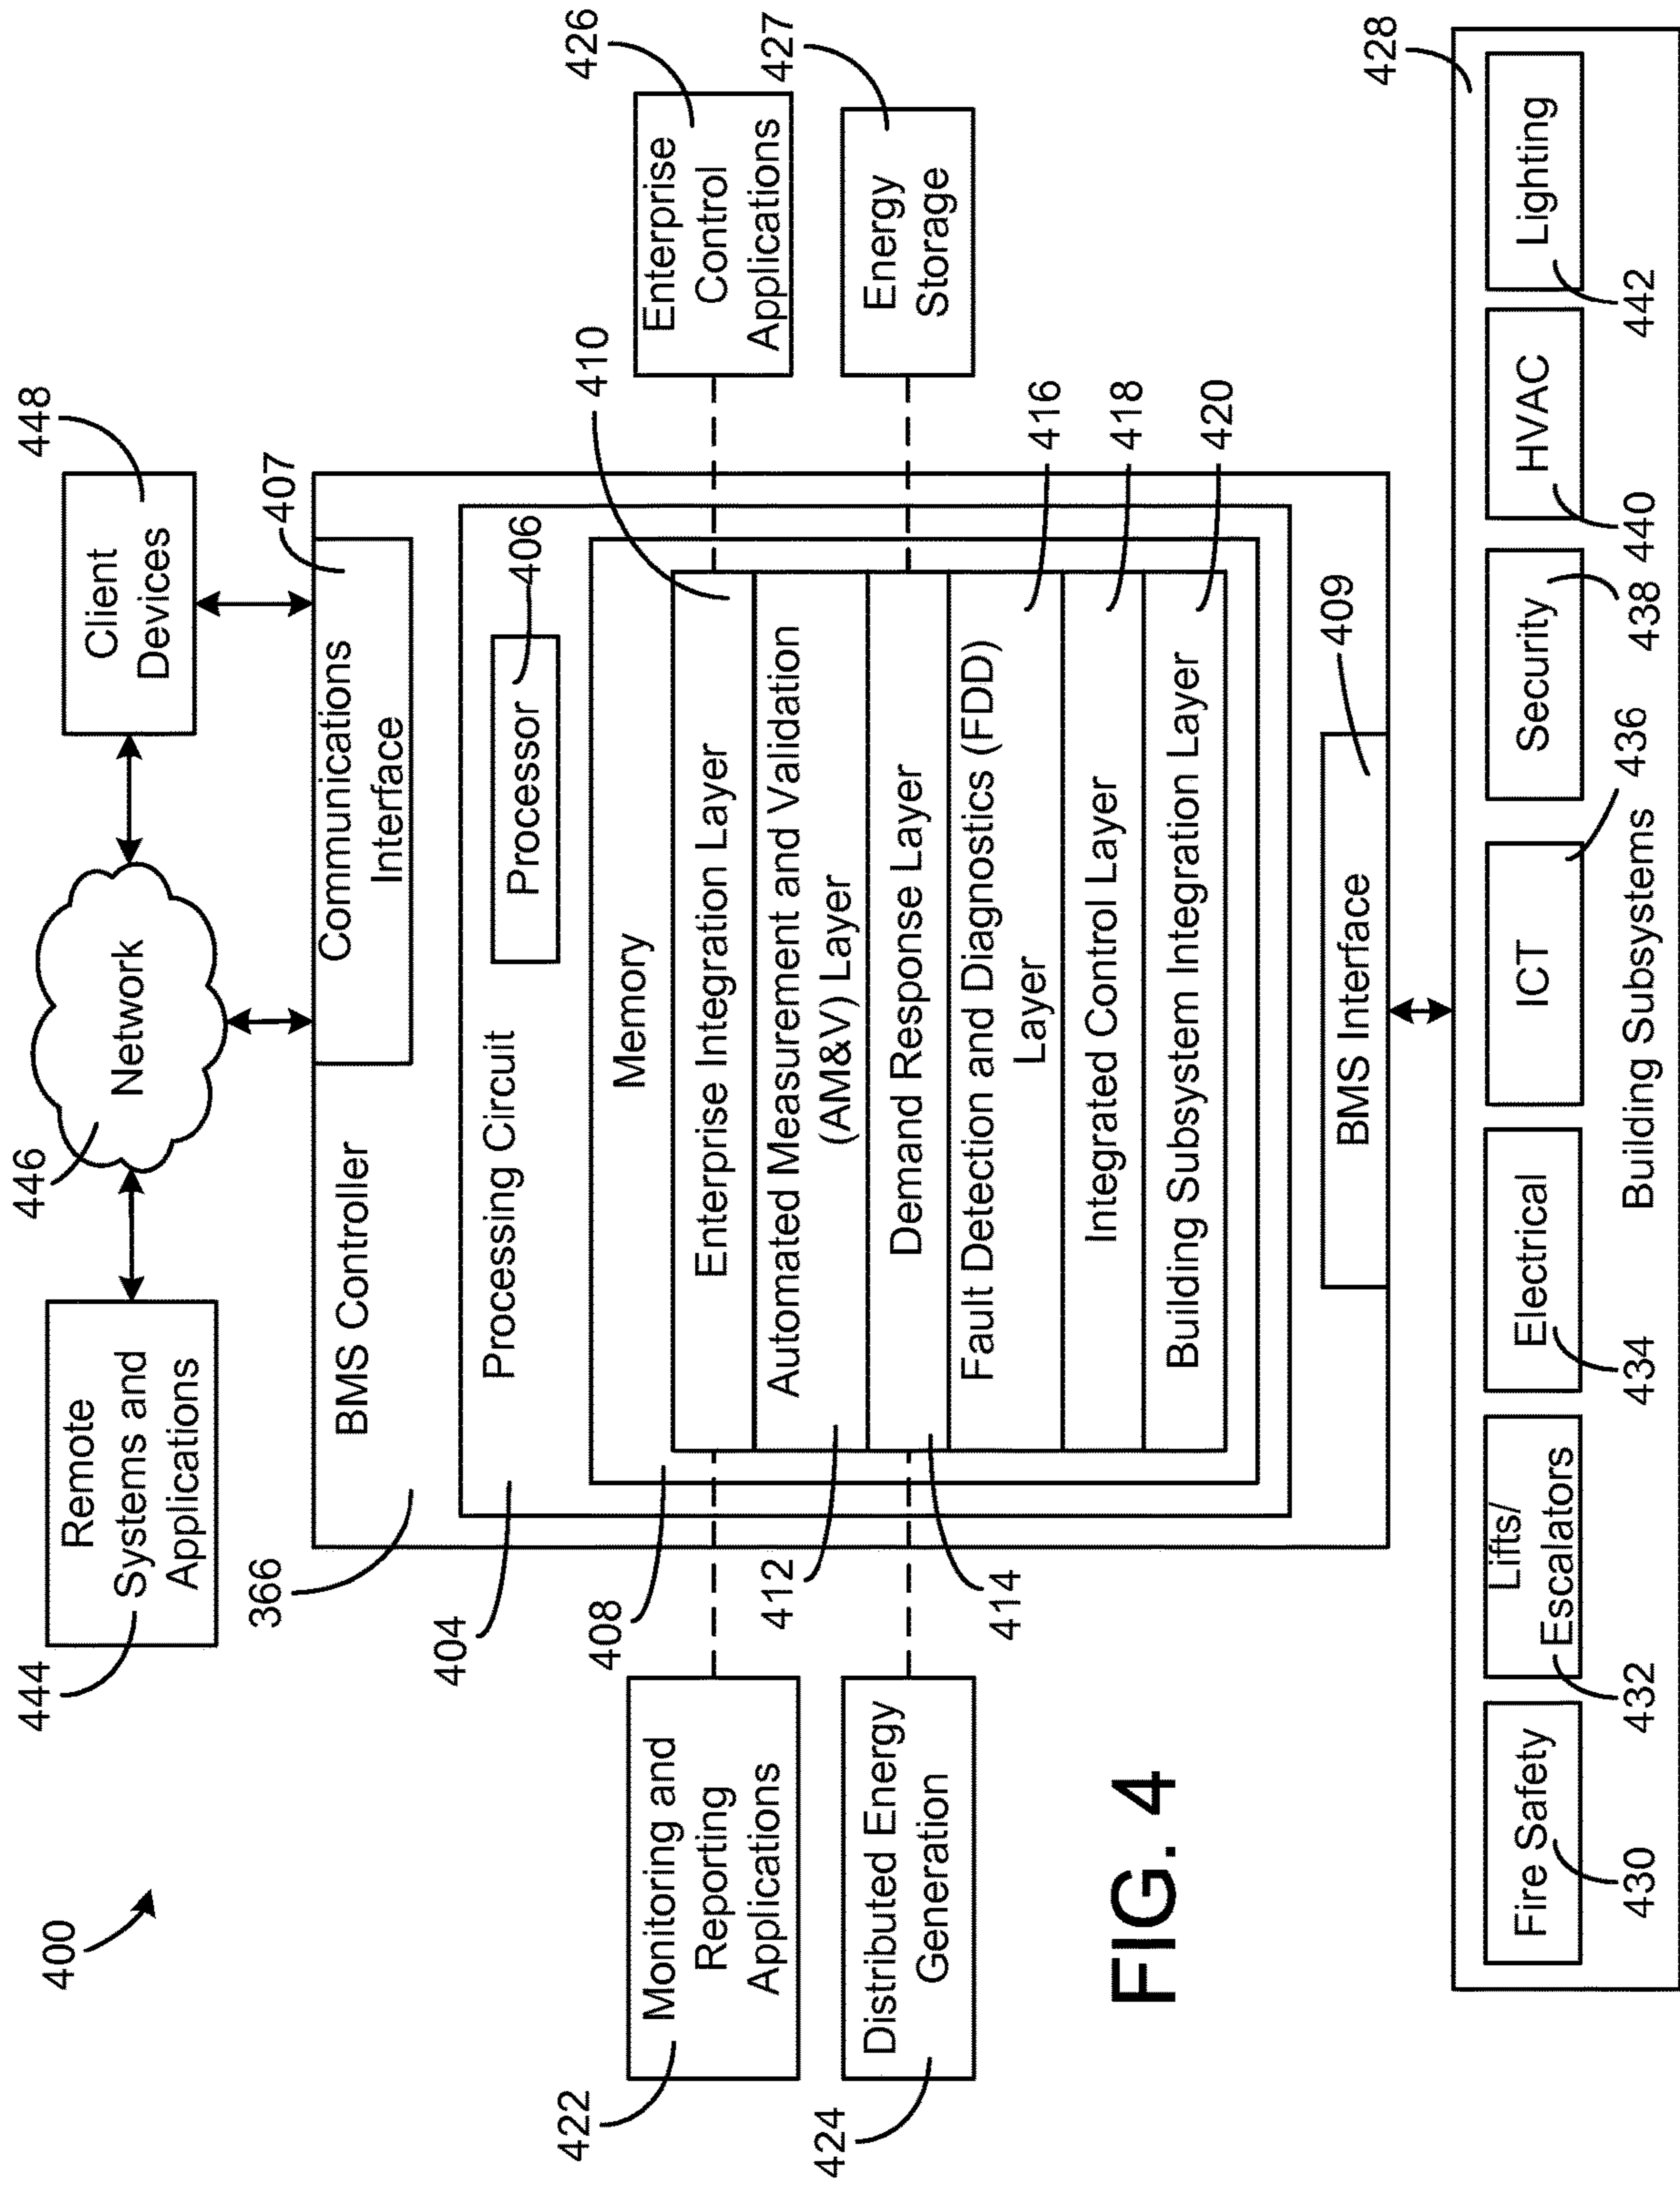 400
444
Remote
Systems and
Applications
446
Network
448
Client
Devices
366
BMS Controller
407
Communications
Interface
404
Processing Circuit
Processor
406
408
Memory
410
Enterprise Integration Layer
Automated Measurement and Validation
(AM&V) Layer
412
Demand Response Layer
414
Fault Detection and Diagnostics (FDD)
Layer
416
Integrated Control Layer
418
Building Subsystem Integration Layer
420
422
Monitoring and
Reporting
Applications
424
Distributed Energy
Generation
426
Enterprise
Control
Applications
427
Energy
Storage
BMS Interface
409
428
Fire Safety
430
Lifts/
Escalators
432
Electrical
434
ICT
436
Security
438
HVAC
440
Lighting
442
Building Subsystems
FIG. 4